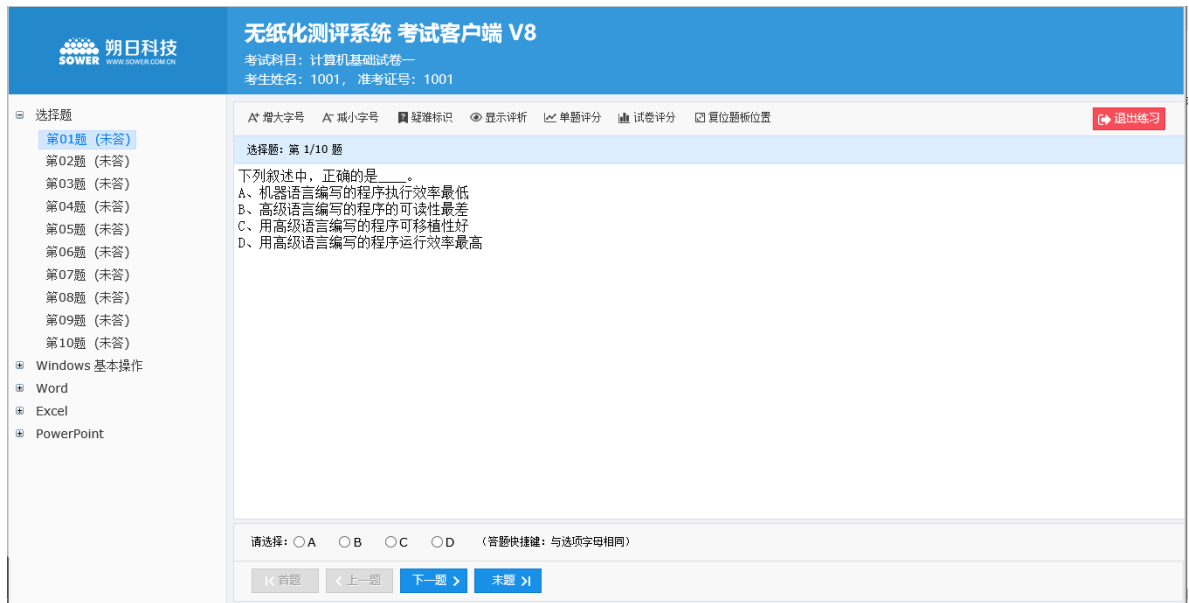 朔日科技
SOWER WWW.SOWER.COM.CN
无纸化测评系统 考试客户端 V8
考试科目：计算机基础试卷一
考生姓名：1001， 准考证号：1001
选择题
第01题 (未答)
第02题 (未答)
第03题 (未答)
第04题 (未答)
第05题 (未答)
第06题 (未答)
第07题 (未答)
第08题 (未答)
第09题 (未答)
第10题 (未答)
Windows 基本操作
Word
Excel
PowerPoint
增大字号 减小字号 疑难标识 显示评析 单题评分 试卷评分 复位题板位置 退出练习
选择题：第 1/10 题
下列叙述中，正确的是____。
A、机器语言编写的程序执行效率最低
B、高级语言编写的程序的可读性最差
C、用高级语言编写的程序可移植性好
D、用高级语言编写的程序运行效率最高
请选择： A B C D （答题快捷键：与选项字母相同）
首题 上一题 下一题 末题